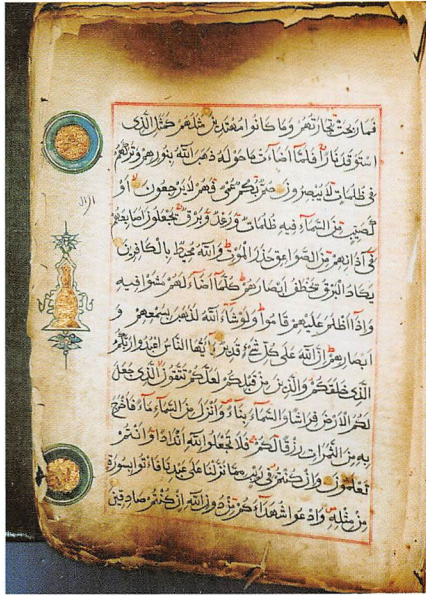 فما ربحت تجارتهم وما كانوا مهتدين مثلهم كمثل الذي
استوقد نارا فلما اضاءت ما حوله ذهب الله بنورهم وتركهم
في ظلمات لا يبصرون صم بكم عمي فهم لا يرجعون او
كصيب من السماء فيه ظلمات ورعد وبرق يجعلون اصابعهم
في آذانهم من الصواعق حذر الموت والله محيط بالكافرين
يكاد البرق يخطف ابصارهم كلما اضاء لهم مشوا فيه
واذا اظلم عليهم قاموا ولو شاء الله لذهب بسمعهم و
ابصارهم ان الله على كل شيء قدير يا ايها الناس اعبدوا ربكم
الذي خلقكم والذين من قبلكم لعلكم تتقون الذي جعل
لكم الارض فراشا والسماء بناء وانزل من السماء ماء فاخرج
به من الثمرات رزقا لكم فلا تجعلوا لله اندادا وانتم
تعلمون وان كنتم في ريب مما نزلنا على عبدنا فاتوا بسورة
من مثله وادعوا شهداءكم من دون الله ان كنتم صادقين